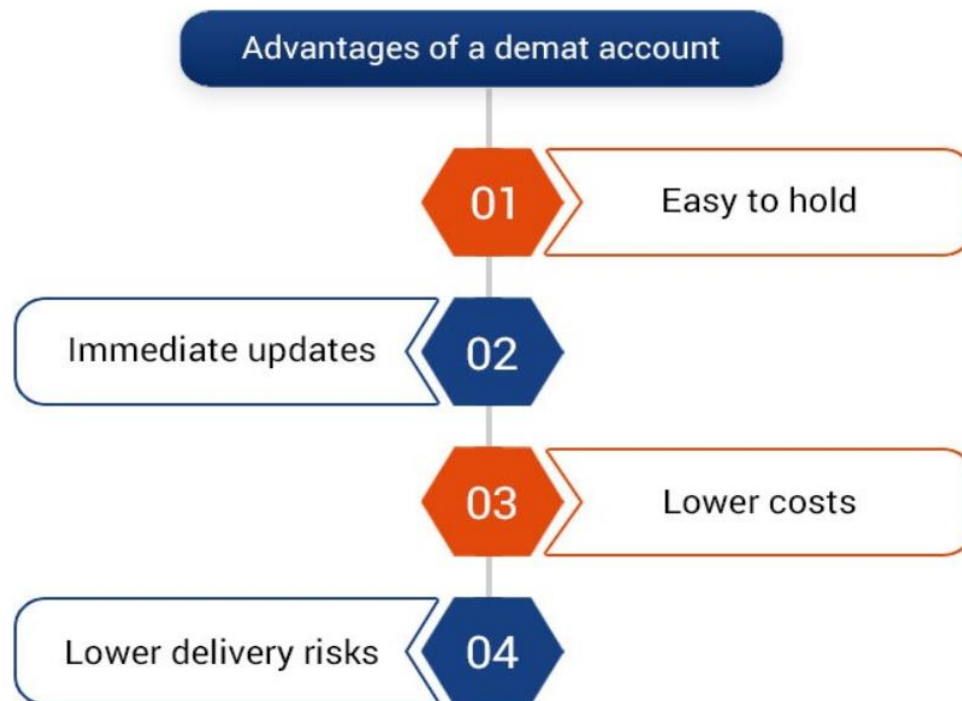 Advantages of a demat account
01
Easy to hold
Immediate updates
02
03
Lower costs
Lower delivery risks
04